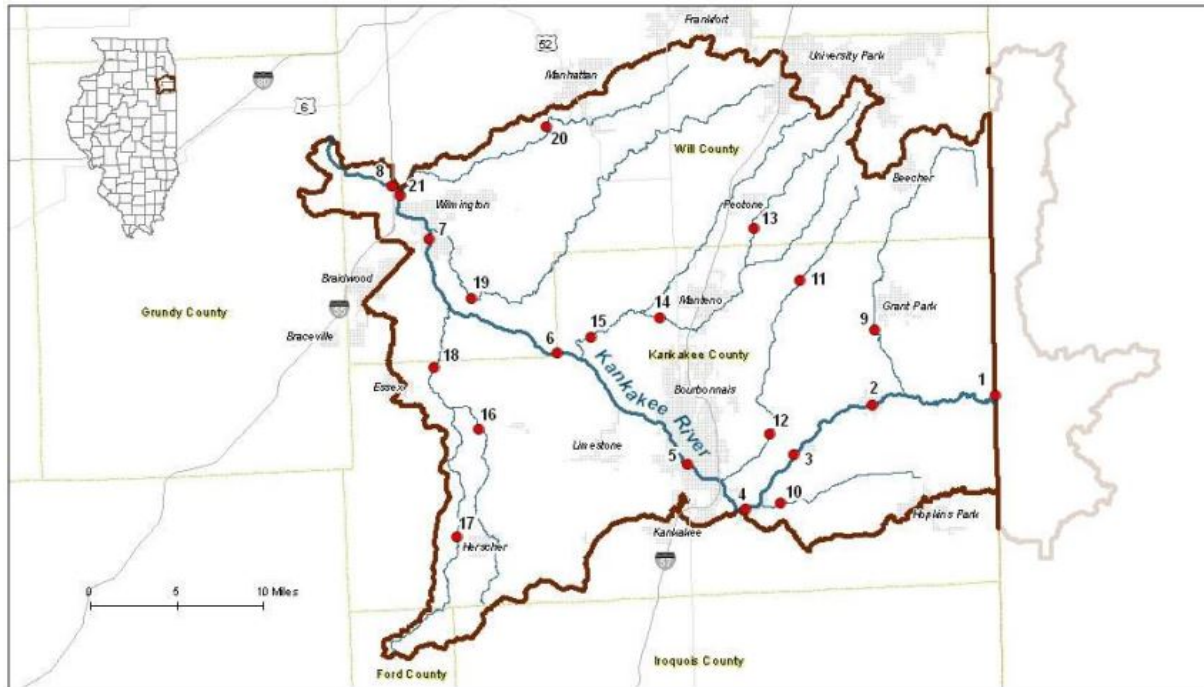 Frankfort
52
University Park
Manhattan
6
20
Will County
8
21
Beecher
Wilmington
Peotone
13
7
11
19
Braidwood
Grant Park
Manteno
14
9
Grundy County
55
15
Braceville
6
Kankakee County
18
1
Essex
Bourbonnais
2
Kankakee River
16
12
Limestone
3
5
10
4
Hopkins Park
17
Kankakee
Herscher
57
0 5 10 Miles
Iroquois County
Ford County